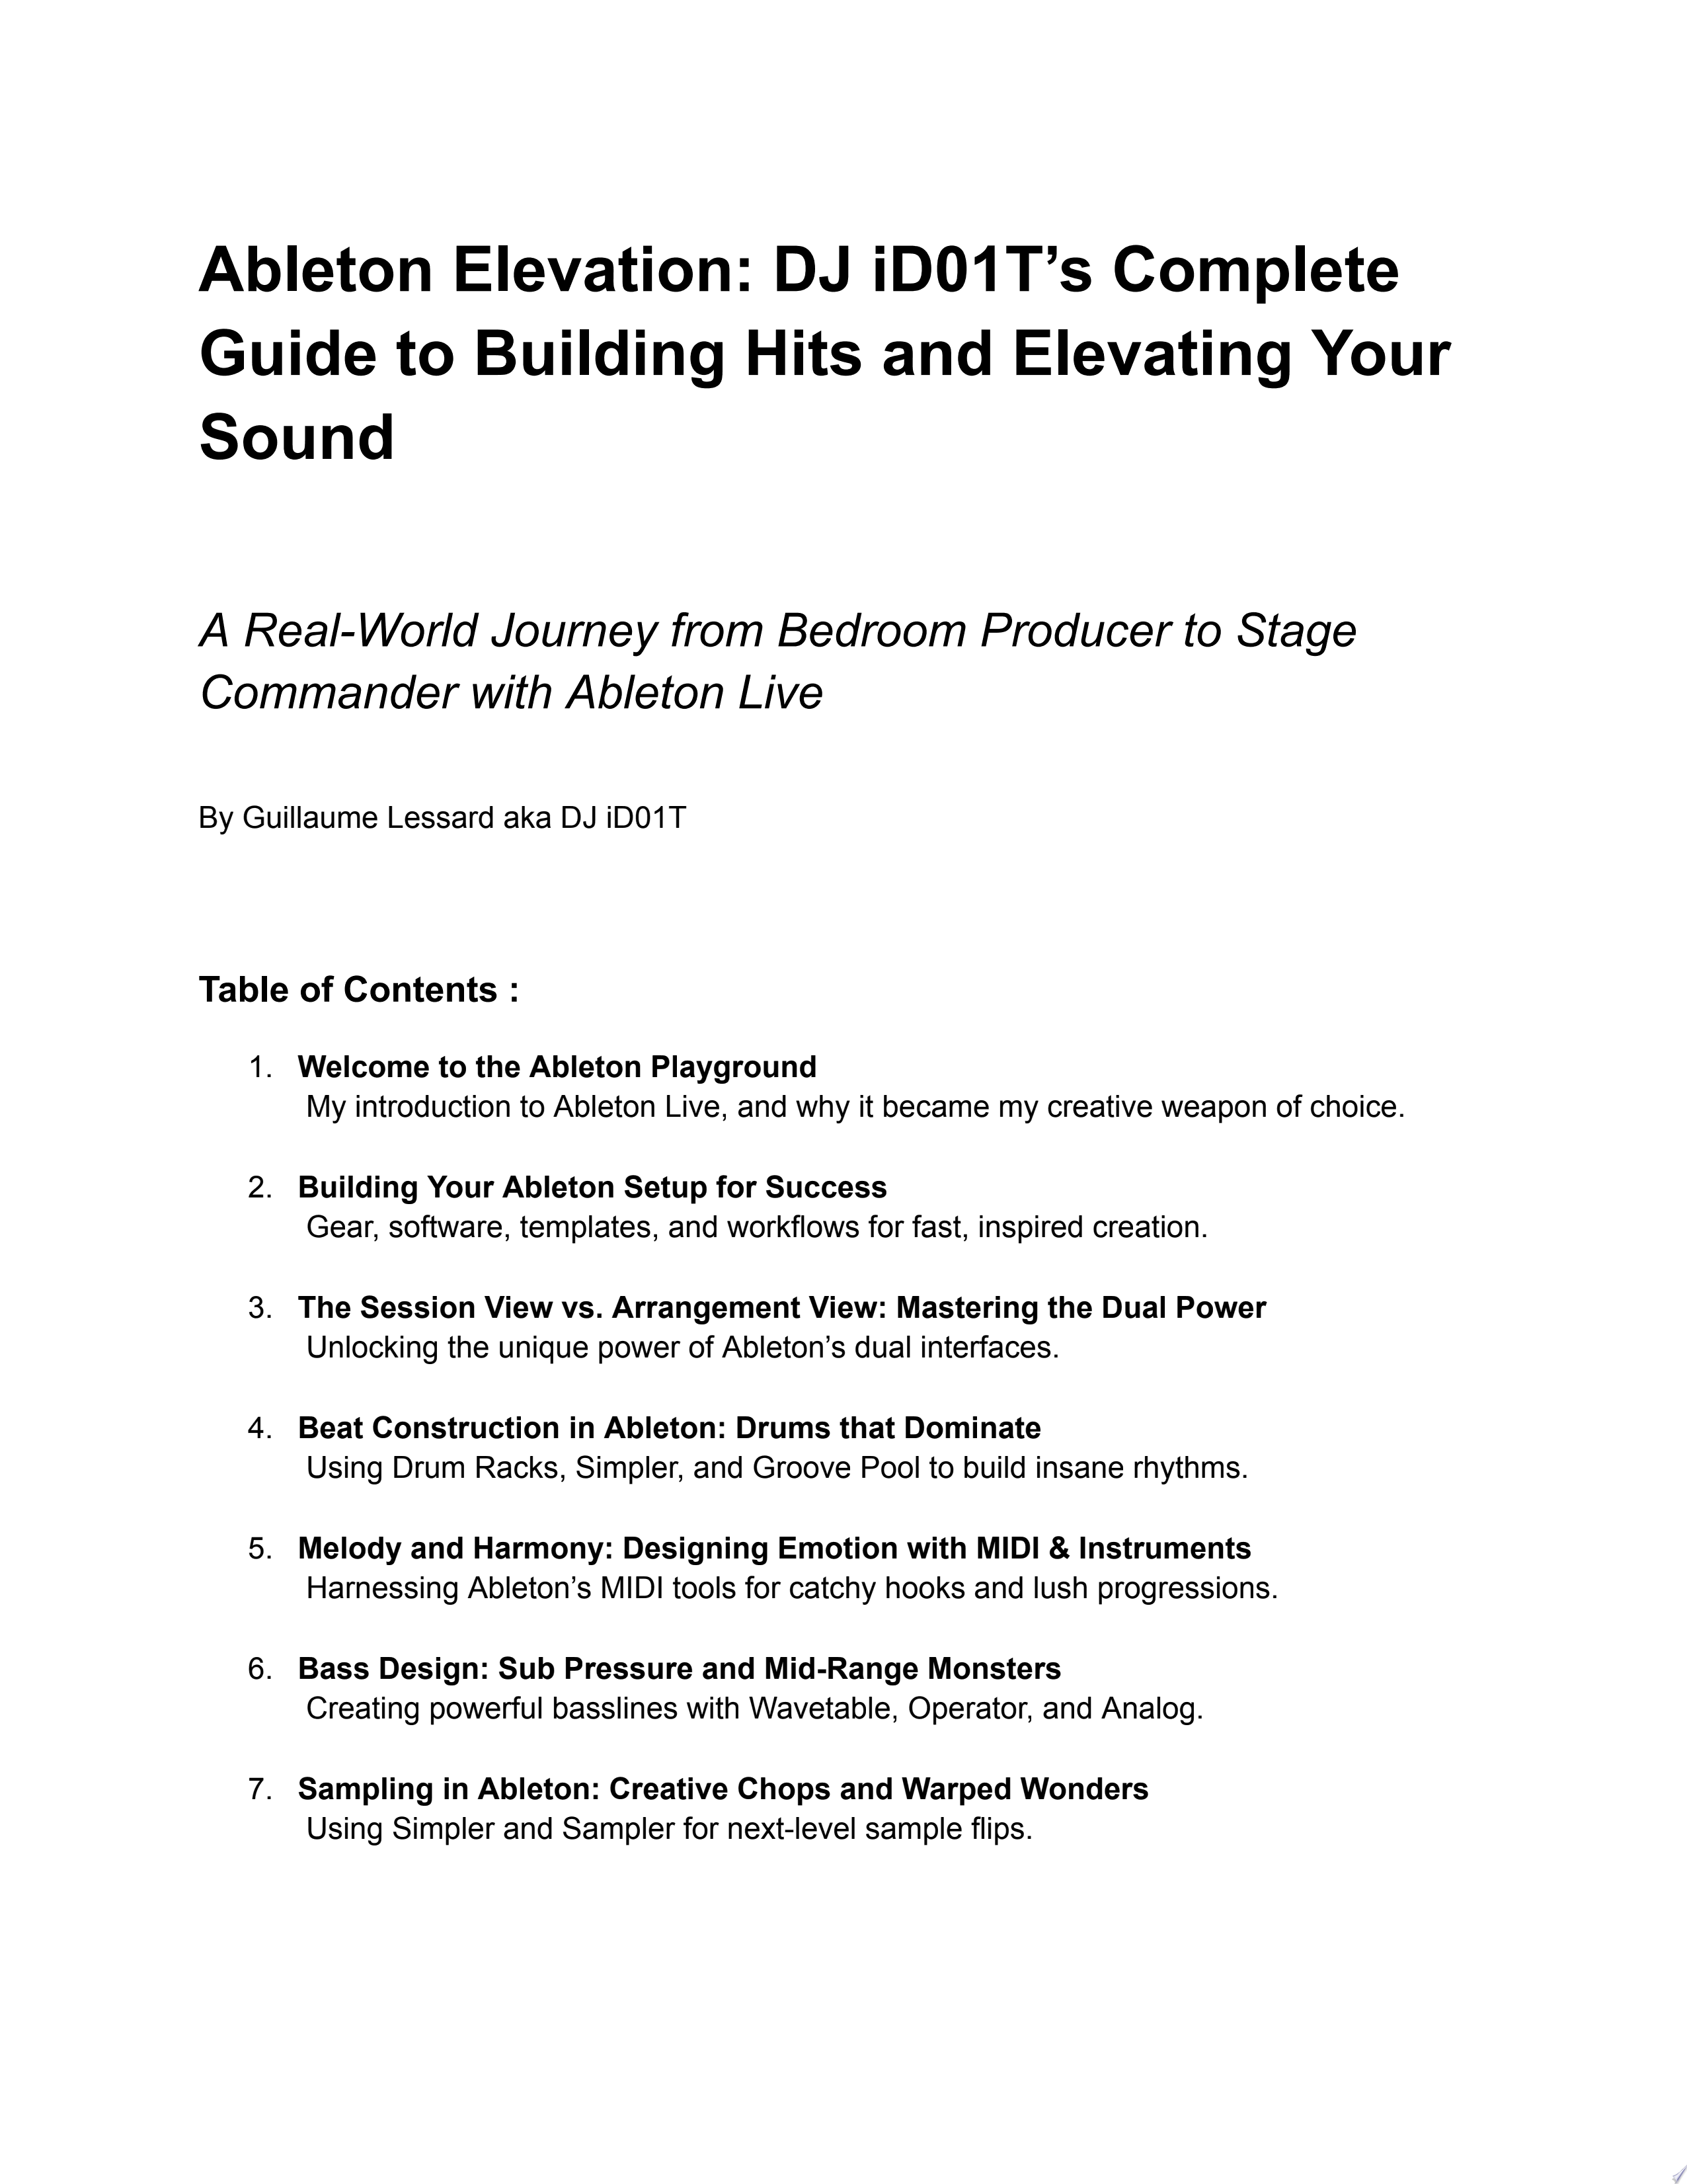 Ableton Elevation: DJ iD01T’s Complete
Guide to Building Hits and Elevating Your
Sound
A Real-World Journey from Bedroom Producer to Stage
Commander with Ableton Live
By Guillaume Lessard aka DJ iD01T
Table of Contents :
1. Welcome to the Ableton Playground
My introduction to Ableton Live, and why it became my creative weapon of choice.
2. Building Your Ableton Setup for Success
Gear, software, templates, and workflows for fast, inspired creation.
3. The Session View vs. Arrangement View: Mastering the Dual Power
Unlocking the unique power of Ableton’s dual interfaces.
4. Beat Construction in Ableton: Drums that Dominate
Using Drum Racks, Simpler, and Groove Pool to build insane rhythms.
5. Melody and Harmony: Designing Emotion with MIDI & Instruments
Harnessing Ableton’s MIDI tools for catchy hooks and lush progressions.
6. Bass Design: Sub Pressure and Mid-Range Monsters
Creating powerful basslines with Wavetable, Operator, and Analog.
7. Sampling in Ableton: Creative Chops and Warped Wonders
Using Simpler and Sampler for next-level sample flips.